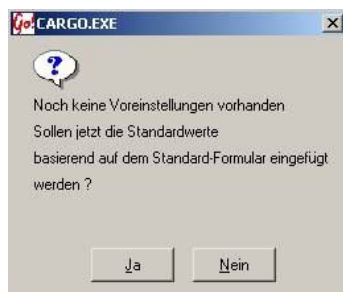 Go! CARGO.EXE
?
Noch keine Voreinstellungen vorhanden
Sollen jetzt die Standardwerte
basierend auf dem Standard-Formular eingefügt
werden ?
Ja Nein